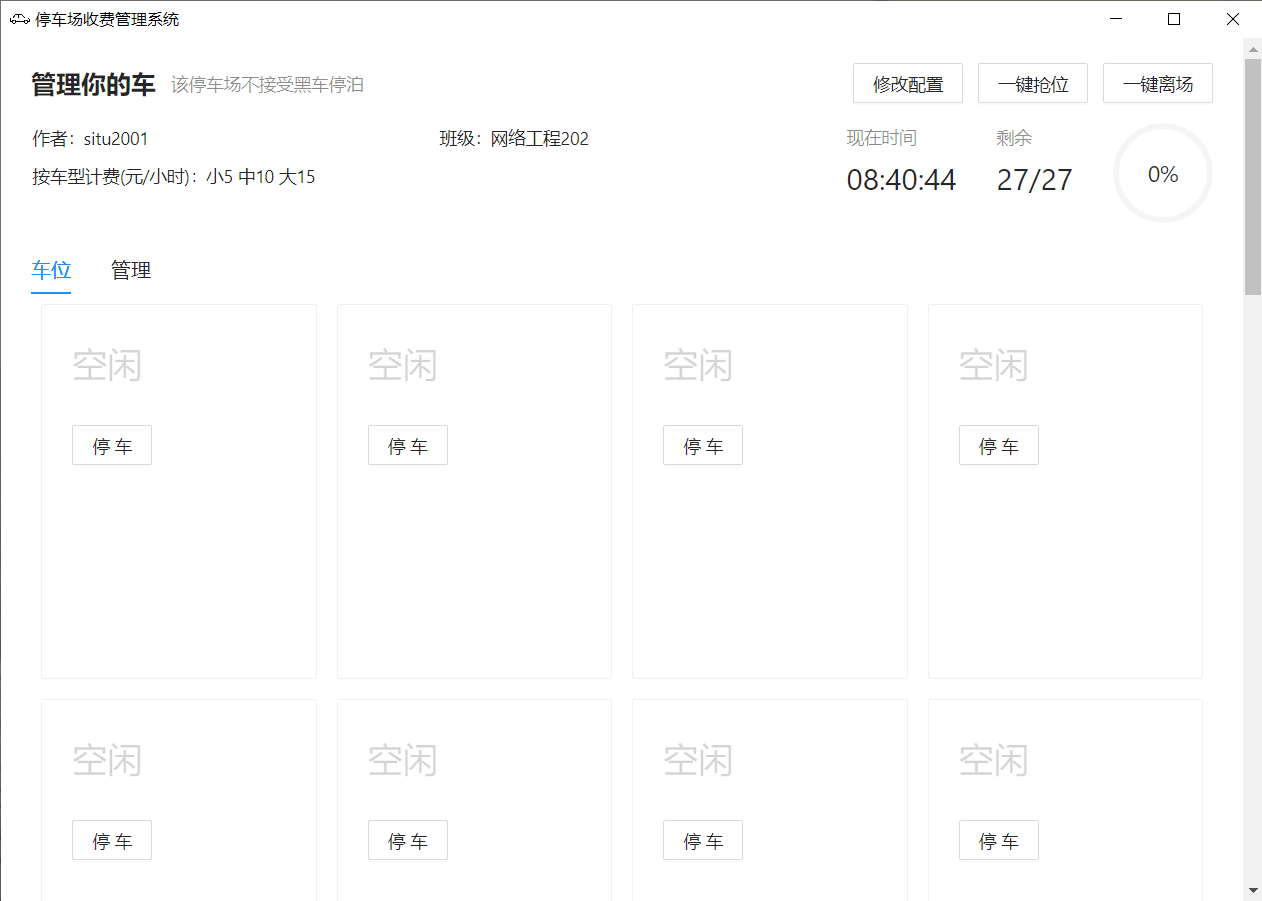 停车场收费管理系统
管理你的车 该停车场不接受黑车停泊 修改配置 一键抢位 一键离场
作者：situ2001 班级：网络工程202 现在时间 剩余
按车型计费(元/小时)：小5 中10 大15 08:40:44 27/27 0%
车位 管理
空闲 空闲 空闲 空闲
停 车 停 车 停 车 停 车
空闲 空闲 空闲 空闲
停 车 停 车 停 车 停 车